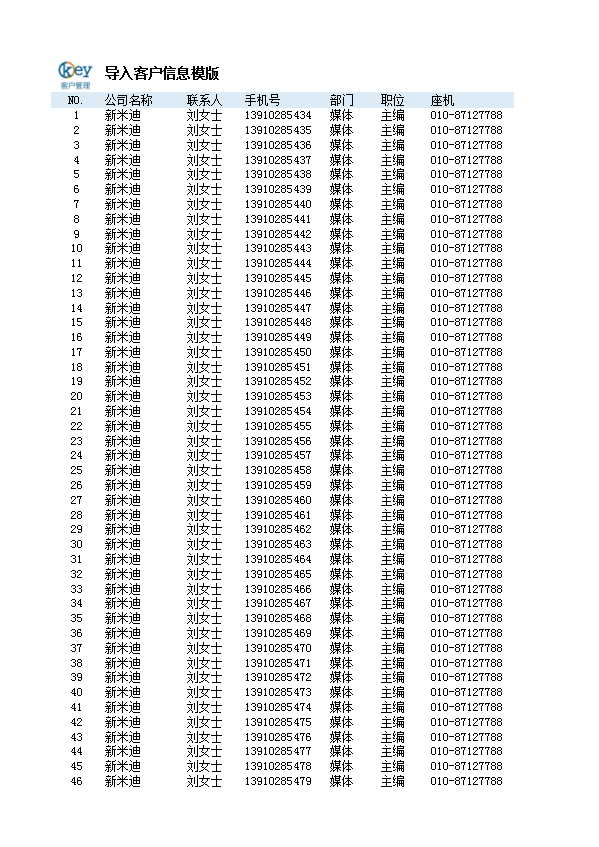 key
客户管理
导入客户信息模版
NO. 公司名称 联系人 手机号 部门 职位 座机
1 新米迪 刘女士 13910285434 媒体 主编 010-87127788
2 新米迪 刘女士 13910285435 媒体 主编 010-87127788
3 新米迪 刘女士 13910285436 媒体 主编 010-87127788
4 新米迪 刘女士 13910285437 媒体 主编 010-87127788
5 新米迪 刘女士 13910285438 媒体 主编 010-87127788
6 新米迪 刘女士 13910285439 媒体 主编 010-87127788
7 新米迪 刘女士 13910285440 媒体 主编 010-87127788
8 新米迪 刘女士 13910285441 媒体 主编 010-87127788
9 新米迪 刘女士 13910285442 媒体 主编 010-87127788
10 新米迪 刘女士 13910285443 媒体 主编 010-87127788
11 新米迪 刘女士 13910285444 媒体 主编 010-87127788
12 新米迪 刘女士 13910285445 媒体 主编 010-87127788
13 新米迪 刘女士 13910285446 媒体 主编 010-87127788
14 新米迪 刘女士 13910285447 媒体 主编 010-87127788
15 新米迪 刘女士 13910285448 媒体 主编 010-87127788
16 新米迪 刘女士 13910285449 媒体 主编 010-87127788
17 新米迪 刘女士 13910285450 媒体 主编 010-87127788
18 新米迪 刘女士 13910285451 媒体 主编 010-87127788
19 新米迪 刘女士 13910285452 媒体 主编 010-87127788
20 新米迪 刘女士 13910285453 媒体 主编 010-87127788
21 新米迪 刘女士 13910285454 媒体 主编 010-87127788
22 新米迪 刘女士 13910285455 媒体 主编 010-87127788
23 新米迪 刘女士 13910285456 媒体 主编 010-87127788
24 新米迪 刘女士 13910285457 媒体 主编 010-87127788
25 新米迪 刘女士 13910285458 媒体 主编 010-87127788
26 新米迪 刘女士 13910285459 媒体 主编 010-87127788
27 新米迪 刘女士 13910285460 媒体 主编 010-87127788
28 新米迪 刘女士 13910285461 媒体 主编 010-87127788
29 新米迪 刘女士 13910285462 媒体 主编 010-87127788
30 新米迪 刘女士 13910285463 媒体 主编 010-87127788
31 新米迪 刘女士 13910285464 媒体 主编 010-87127788
32 新米迪 刘女士 13910285465 媒体 主编 010-87127788
33 新米迪 刘女士 13910285466 媒体 主编 010-87127788
34 新米迪 刘女士 13910285467 媒体 主编 010-87127788
35 新米迪 刘女士 13910285468 媒体 主编 010-87127788
36 新米迪 刘女士 13910285469 媒体 主编 010-87127788
37 新米迪 刘女士 13910285470 媒体 主编 010-87127788
38 新米迪 刘女士 13910285471 媒体 主编 010-87127788
39 新米迪 刘女士 13910285472 媒体 主编 010-87127788
40 新米迪 刘女士 13910285473 媒体 主编 010-87127788
41 新米迪 刘女士 13910285474 媒体 主编 010-87127788
42 新米迪 刘女士 13910285475 媒体 主编 010-87127788
43 新米迪 刘女士 13910285476 媒体 主编 010-87127788
44 新米迪 刘女士 13910285477 媒体 主编 010-87127788
45 新米迪 刘女士 13910285478 媒体 主编 010-87127788
46 新米迪 刘女士 13910285479 媒体 主编 010-87127788